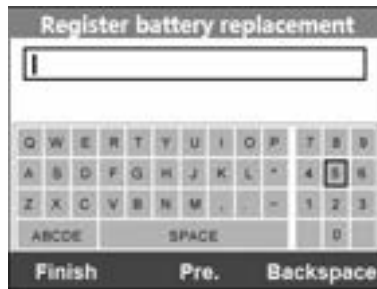 Register battery replacement
Q W E R T Y U I O P 7 8 9
A S D F G H J K L * 4 5 6
Z X C V B N M . . - 1 2 3
ABCDE SPACE 0
Finish Pre. Backspace